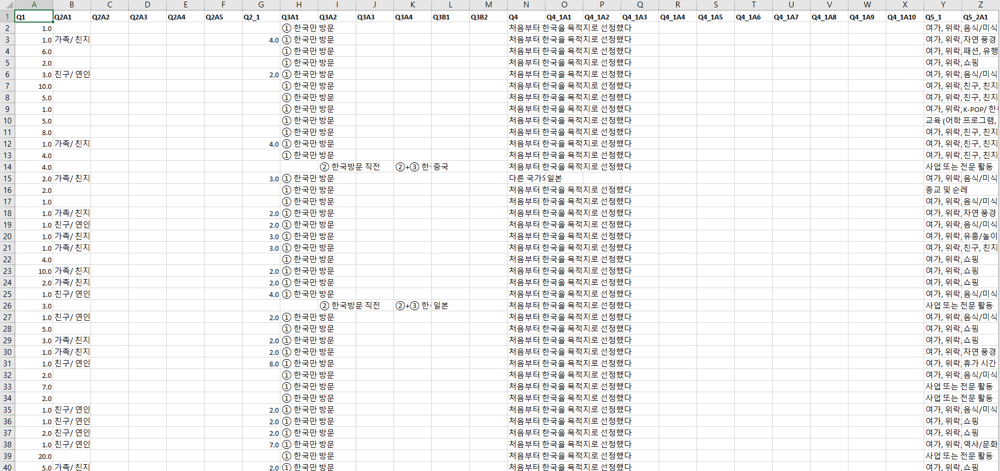 A B C D E F G H I J K L M N O P Q R S T U V W X Y Z
1 Q1 Q2A1 Q2A2 Q2A3 Q2A4 Q2A5 Q2_1 Q3A1 Q3A2 Q3A3 Q3A4 Q3B1 Q3B2 Q4 Q4_1A1 Q4_1A2 Q4_1A3 Q4_1A4 Q4_1A5 Q4_1A6 Q4_1A7 Q4_1A8 Q4_1A9 Q4_1A10 Q5_1 Q5_2A1
2 1.0 ① 한국만 방문 처음부터 한국을 목적지로 선정했다 여가, 위락, 음식/미식
3 1.0 가족/ 친지 4.0 ① 한국만 방문 처음부터 한국을 목적지로 선정했다 여가, 위락, 자연 풍경
4 6.0 ① 한국만 방문 처음부터 한국을 목적지로 선정했다 여가, 위락, 패션, 유행
5 2.0 ① 한국만 방문 처음부터 한국을 목적지로 선정했다 여가, 위락, 쇼핑
6 3.0 친구/ 연인 2.0 ① 한국만 방문 처음부터 한국을 목적지로 선정했다 여가, 위락, 음식/미식
7 10.0 ① 한국만 방문 처음부터 한국을 목적지로 선정했다 여가, 위락, 친구, 친지
8 5.0 ① 한국만 방문 처음부터 한국을 목적지로 선정했다 여가, 위락, 친구, 친지
9 1.0 ① 한국만 방문 처음부터 한국을 목적지로 선정했다 여가, 위락, K-POP/ 한
10 5.0 ① 한국만 방문 처음부터 한국을 목적지로 선정했다 교육 (어학 프로그램,
11 8.0 ① 한국만 방문 처음부터 한국을 목적지로 선정했다 여가, 위락, 친구, 친지
12 1.0 가족/ 친지 4.0 ① 한국만 방문 처음부터 한국을 목적지로 선정했다 여가, 위락, 친구, 친지
13 4.0 ① 한국만 방문 처음부터 한국을 목적지로 선정했다 여가, 위락, 친구, 친지
14 4.0 ② 한국방문 직전 ②+③ 한 중국 처음부터 한국을 목적지로 선정했다 사업 또는 전문 활동
15 2.0 가족/ 친지 3.0 ① 한국만 방문 다른 국가 일본 여가, 위락, 음식/미식
16 2.0 ① 한국만 방문 처음부터 한국을 목적지로 선정했다 종교 및 순례
17 1.0 ① 한국만 방문 처음부터 한국을 목적지로 선정했다 여가, 위락, 음식/미식
18 1.0 가족/ 친지 2.0 ① 한국만 방문 처음부터 한국을 목적지로 선정했다 여가, 위락, 자연 풍경
19 1.0 친구/ 연인 2.0 ① 한국만 방문 처음부터 한국을 목적지로 선정했다 여가, 위락, 음식/미식
20 1.0 가족/ 친지 3.0 ① 한국만 방문 처음부터 한국을 목적지로 선정했다 여가, 위락, 유흥/놀이
21 1.0 가족/ 친지 3.0 ① 한국만 방문 처음부터 한국을 목적지로 선정했다 여가, 위락, 친구, 친지
22 4.0 ① 한국만 방문 처음부터 한국을 목적지로 선정했다 여가, 위락, 쇼핑
23 10.0 가족/ 친지 2.0 ① 한국만 방문 처음부터 한국을 목적지로 선정했다 여가, 위락, 쇼핑
24 2.0 가족/ 친지 2.0 ① 한국만 방문 처음부터 한국을 목적지로 선정했다 여가, 위락, 쇼핑
25 1.0 친구/ 연인 4.0 ① 한국만 방문 처음부터 한국을 목적지로 선정했다 여가, 위락, 음식/미식
26 3.0 ② 한국방문 직전 ②+③ 한 일본 처음부터 한국을 목적지로 선정했다 사업 또는 전문 활동
27 1.0 친구/ 연인 2.0 ① 한국만 방문 처음부터 한국을 목적지로 선정했다 여가, 위락, 음식/미식
28 5.0 ① 한국만 방문 처음부터 한국을 목적지로 선정했다 여가, 위락, 쇼핑
29 3.0 가족/ 친지 2.0 ① 한국만 방문 처음부터 한국을 목적지로 선정했다 여가, 위락, 쇼핑
30 1.0 가족/ 친지 2.0 ① 한국만 방문 처음부터 한국을 목적지로 선정했다 여가, 위락, 자연 풍경
31 1.0 친구/ 연인 8.0 ① 한국만 방문 처음부터 한국을 목적지로 선정했다 여가, 위락, 휴가 시간
32 2.0 ① 한국만 방문 처음부터 한국을 목적지로 선정했다 여가, 위락, 음식/미식
33 7.0 ① 한국만 방문 처음부터 한국을 목적지로 선정했다 사업 또는 전문 활동
34 2.0 ① 한국만 방문 처음부터 한국을 목적지로 선정했다 사업 또는 전문 활동
35 1.0 친구/ 연인 2.0 ① 한국만 방문 처음부터 한국을 목적지로 선정했다 여가, 위락, 음식/미식
36 1.0 친구/ 연인 2.0 ① 한국만 방문 처음부터 한국을 목적지로 선정했다 여가, 위락, 쇼핑
37 2.0 친구/ 연인 2.0 ① 한국만 방문 처음부터 한국을 목적지로 선정했다 여가, 위락, 쇼핑
38 1.0 친구/ 연인 7.0 ① 한국만 방문 처음부터 한국을 목적지로 선정했다 여가, 위락, 역사/문화
39 20.0 ① 한국만 방문 처음부터 한국을 목적지로 선정했다 사업 또는 전문 활동
40 5.0 가족/ 친지 2.0 ① 한국만 방문 처음부터 한국을 목적지로 선정했다 여가, 위락, 쇼핑